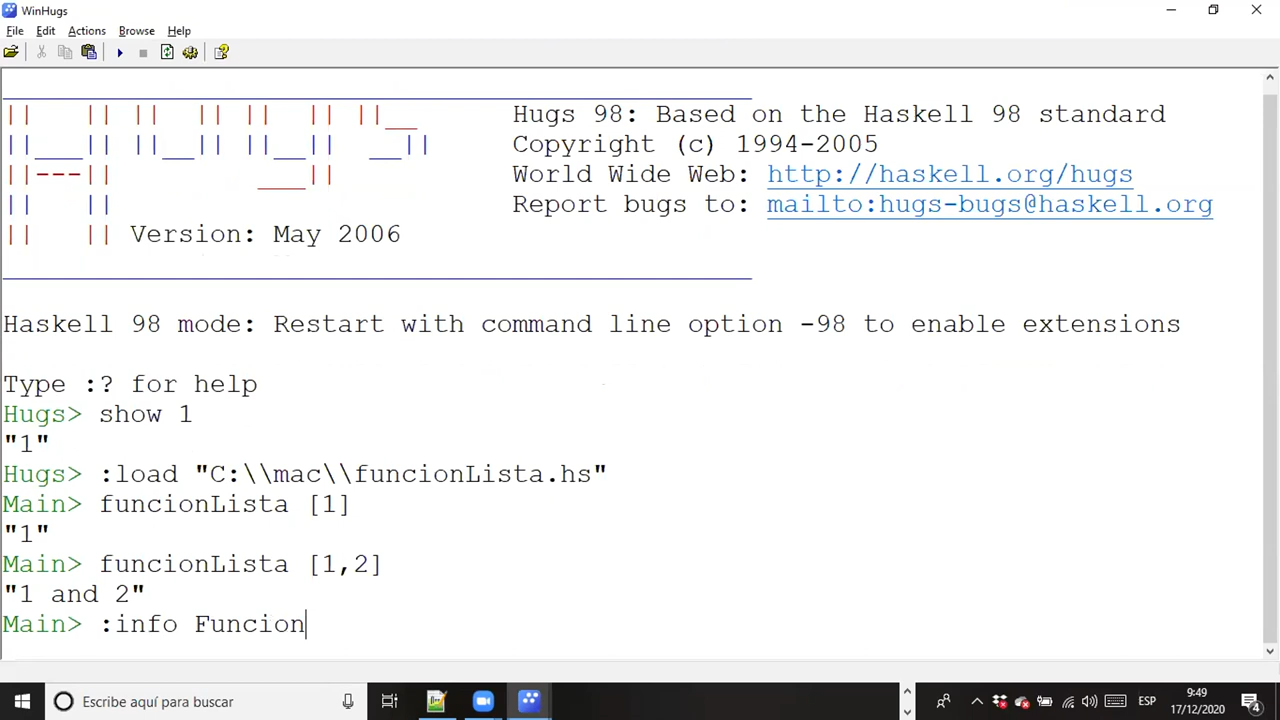 WinHugs
File Edit Actions Browse Help
Hugs 98: Based on the Haskell 98 standard
Copyright (c) 1994-2005
World Wide Web: http://haskell.org/hugs
Report bugs to: mailto:hugs-bugs@haskell.org
|| || Version: May 2006
Haskell 98 mode: Restart with command line option -98 to enable extensions
Type :? for help
Hugs> show 1
"1"
Hugs> :load "C:\\mac\\funcionLista.hs"
Main> funcionLista [1]
"1"
Main> funcionLista [1,2]
"1 and 2"
Main> :info Funcion
Escribe aquí para buscar
ESP
9:49
17/12/2020
4